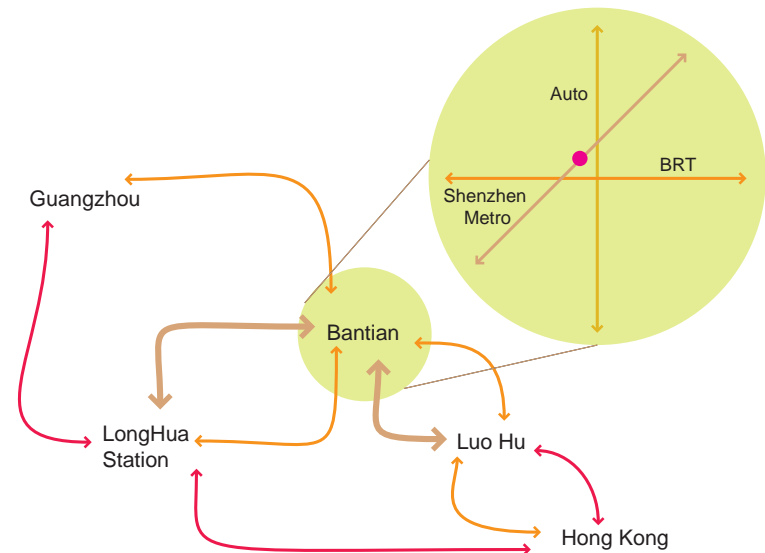 Auto
BRT
Shenzhen
Metro
Guangzhou
Bantian
LongHua
Station
Luo Hu
Hong Kong